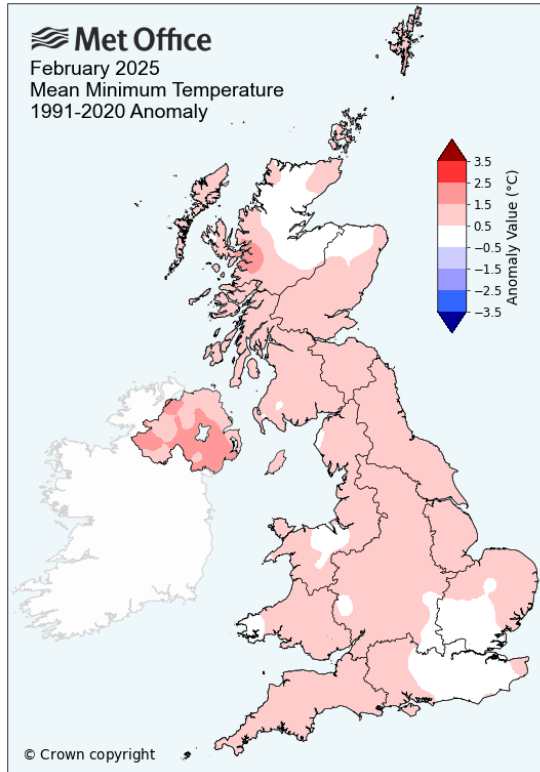 Met Office
February 2025
Mean Minimum Temperature
1991-2020 Anomaly
3.5
2.5
1.5
0.5
−0.5
−1.5
−2.5
−3.5
Anomaly Value (°C)
© Crown copyright